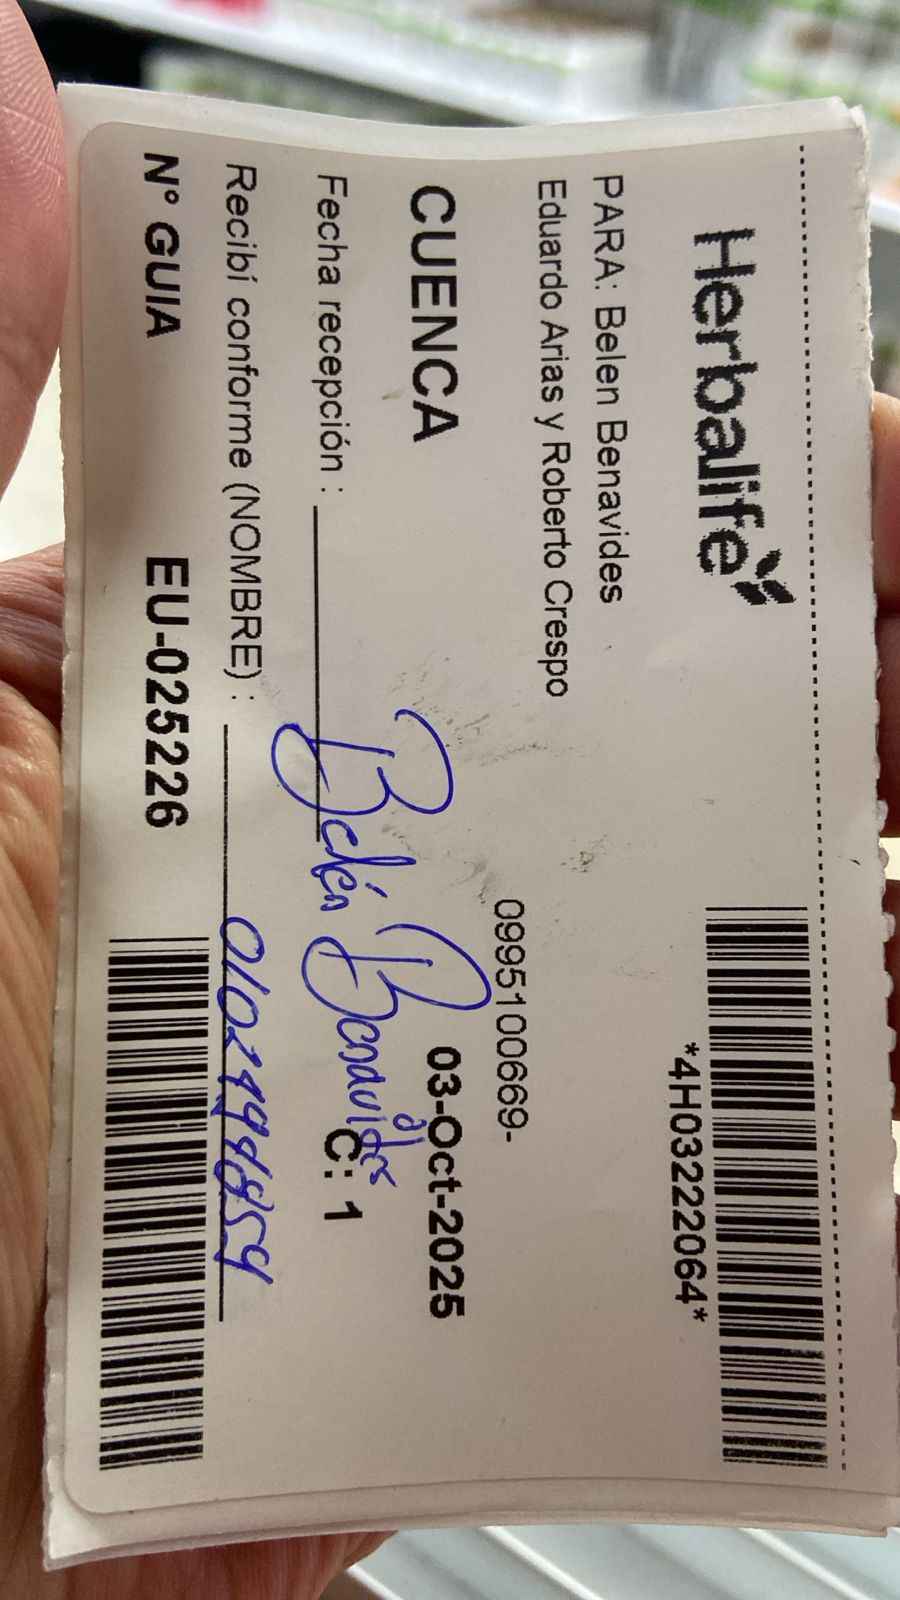 Herbalife
*4H03222064*
PARA: Belen Benavides
Eduardo Arias y Roberto Crespo
0995100669-
CUENCA
03-Oct-2025
Fecha recepción :
Belén Benavides
C: 1
Recibí conforme (NOMBRE) :
N° GUIA
EU-025226